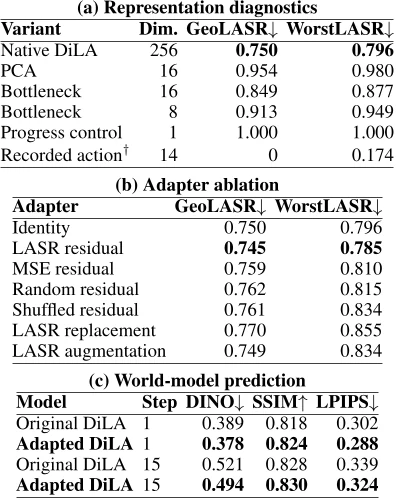 (a) Representation diagnostics
Variant Dim. GeoLASR↓ WorstLASR↓
Native DiLA 256 0.750 0.796
PCA 16 0.954 0.980
Bottleneck 16 0.849 0.877
Bottleneck 8 0.913 0.949
Progress control 1 1.000 1.000
Recorded action† 14 0 0.174
(b) Adapter ablation
Adapter GeoLASR↓ WorstLASR↓
Identity 0.750 0.796
LASR residual 0.745 0.785
MSE residual 0.759 0.810
Random residual 0.762 0.815
Shuffled residual 0.761 0.834
LASR replacement 0.770 0.855
LASR augmentation 0.749 0.834
(c) World-model prediction
Model Step DINO↓ SSIM↑ LPIPS↓
Original DiLA 1 0.389 0.818 0.302
Adapted DiLA 1 0.378 0.824 0.288
Original DiLA 15 0.521 0.828 0.339
Adapted DiLA 15 0.494 0.830 0.324